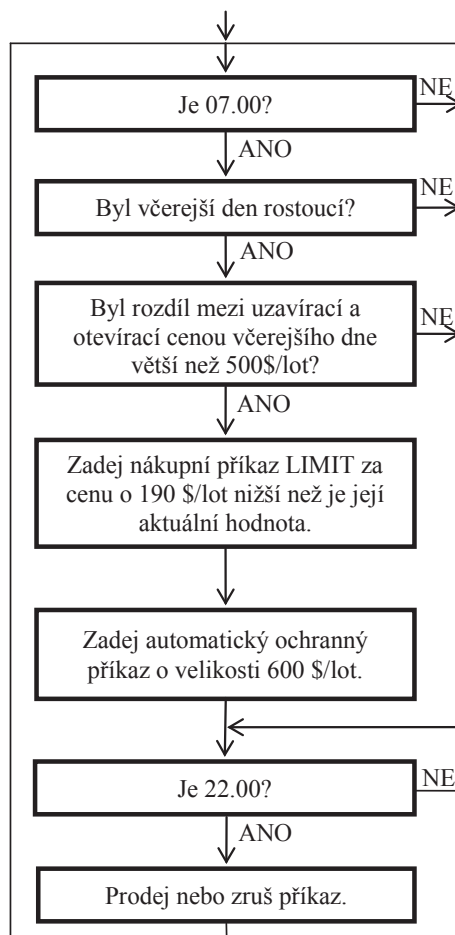 Je 07.00?
NE
ANO
Byl včerejší den rostoucí?
NE
ANO
Byl rozdíl mezi uzavírací a
otevírací cenou včerejšího dne
větší než 500$/lot?
NE
ANO
Zadej nákupní příkaz LIMIT za
cenu o 190 $/lot nižší než je její
aktuální hodnota.
Zadej automatický ochranný
příkaz o velikosti 600 $/lot.
Je 22.00?
NE
ANO
Prodej nebo zruš příkaz.